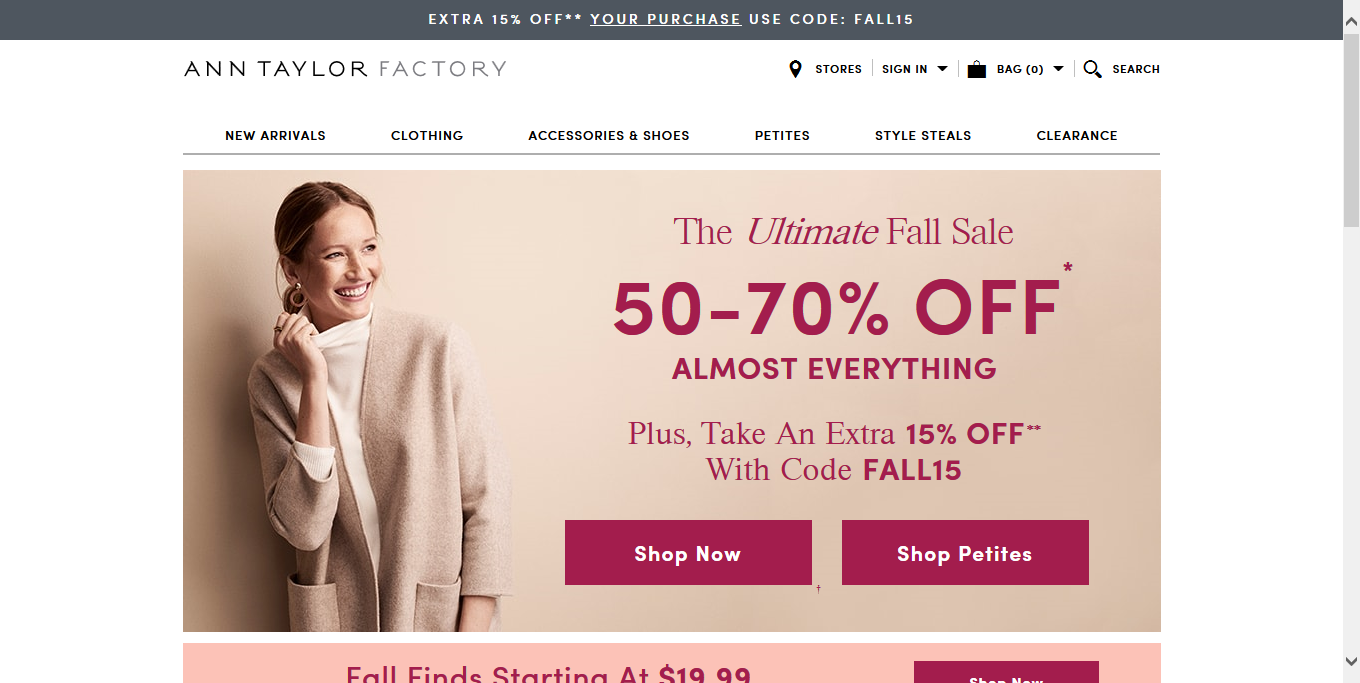 EXTRA 15% OFF** YOUR PURCHASE USE CODE: FALL15
ANN TAYLOR FACTORY
STORES
SIGN IN
BAG (0)
SEARCH
NEW ARRIVALS
CLOTHING
ACCESSORIES & SHOES
PETITES
STYLE STEALS
CLEARANCE
The Ultimate Fall Sale
50-70% OFF*
ALMOST EVERYTHING
Plus, Take An Extra 15% OFF**
With Code FALL15
Shop Now
Shop Petites
†
Fall Finds Starting At $19.99
Shop Now